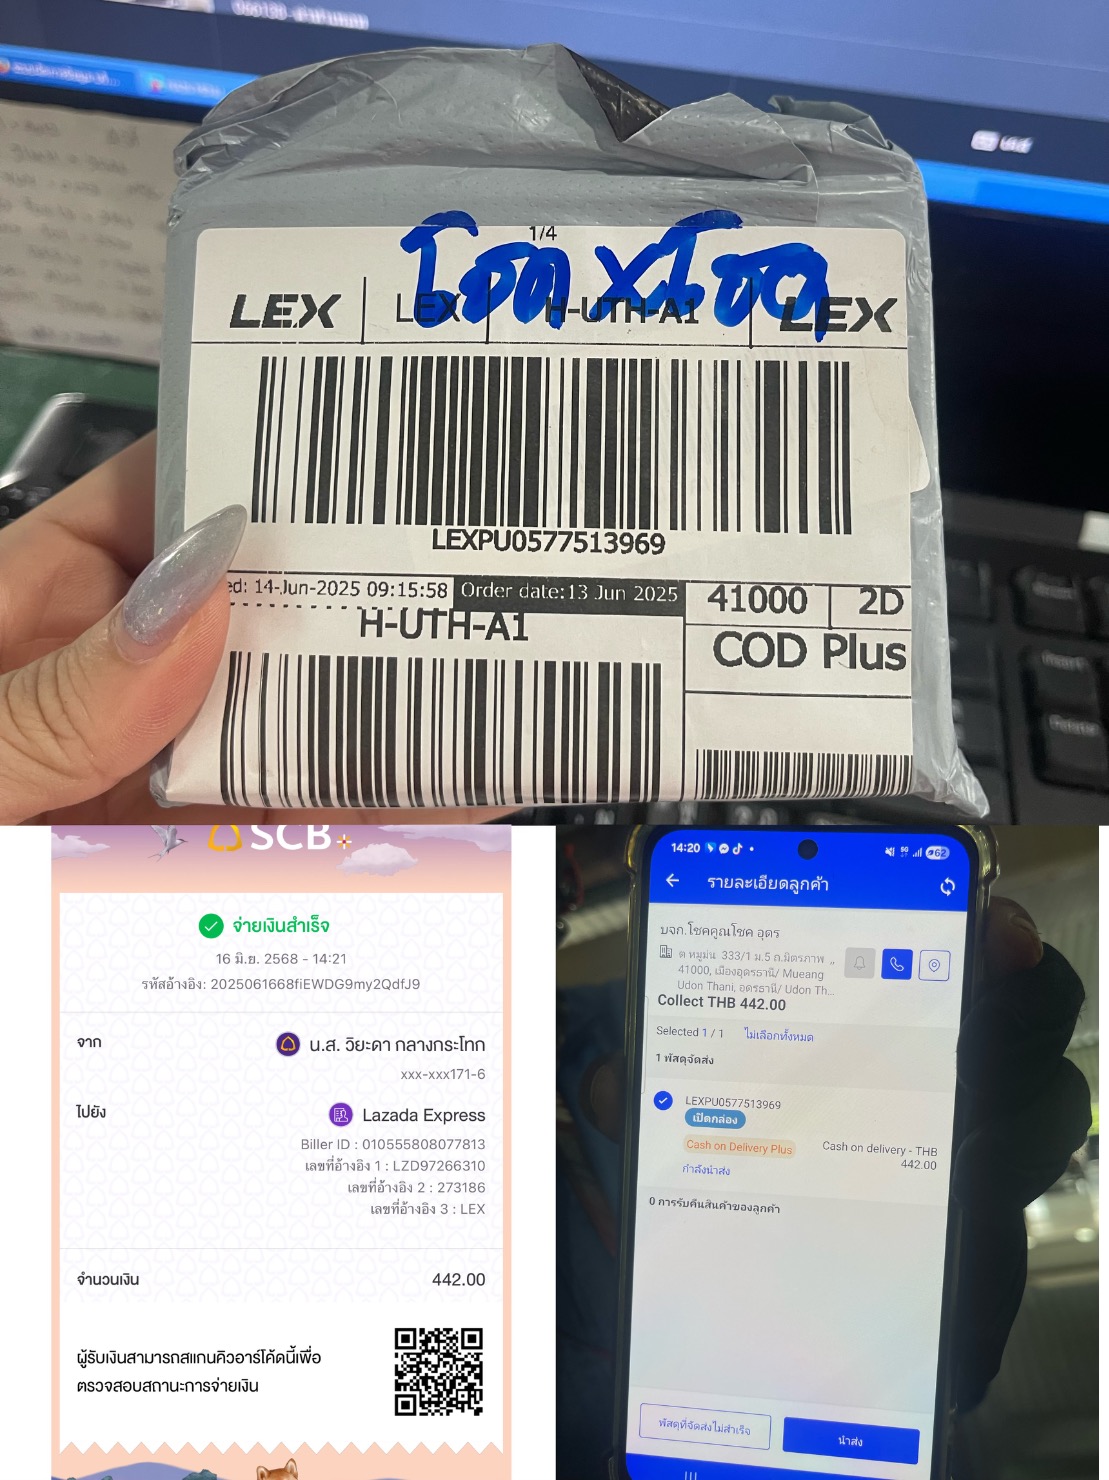 1/4
โชค x โชค
LEX
LEX
H-UTH-A1
LEX
LEXPU0577513969
ed: 14-Jun-2025 09:15:58
Order date:13 Jun 2025
41000
2D
H-UTH-A1
COD Plus
SCB
จ่ายเงินสำเร็จ
16 มิ.ย. 2568 - 14:21
รหัสอ้างอิง: 2025061668fiEWDG9my2QdfJ9
จาก
น.ส. วิยะดา กลางกระโทก
xxx-xxx171-6
ไปยัง
Lazada Express
Biller ID : 010555808077813
เลขที่อ้างอิง 1 : LZD97266310
เลขที่อ้างอิง 2 : 273186
เลขที่อ้างอิง 3 : LEX
จำนวนเงิน
442.00
ผู้รับเงินสามารถสแกนคิวอาร์โค้ดนี้เพื่อ
ตรวจสอบสถานะการจ่ายเงิน
14:20
62
รายละเอียดลูกค้า
บจก.โชคคูณโชค อุดร
ต หมูม่น 333/1 ม.5 ถ.มิตรภาพ ,,
41000, เมืองอุดรธานี/ Mueang
Udon Thani, อุดรธานี/ Udon Th...
Collect THB 442.00
Selected 1 / 1
ไม่เลือกทั้งหมด
1 พัสดุจัดส่ง
LEXPU0577513969
เปิดกล่อง
Cash on Delivery Plus
Cash on delivery - THB
442.00
กำลังนำส่ง
0 การรับคืนสินค้าของลูกค้า
พัสดุที่จัดส่งไม่สำเร็จ
นำส่ง